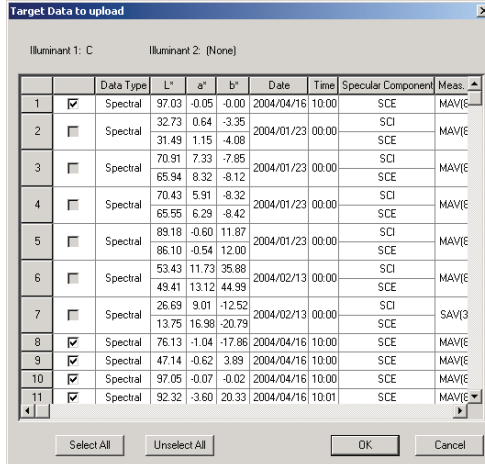 Target Data to upload
Illuminant 1: C Illuminant 2: (None)
Data Type L* a* b* Date Time Specular Component Meas.
1 Spectral 97.03 -0.05 -0.00 2004/04/16 10:00 SCE MAV(8
2 Spectral 32.73 0.64 -3.35 2004/01/23 00:00 SCI MAV(8
31.49 1.15 -4.08 SCE
3 Spectral 70.91 7.33 -7.85 2004/01/23 00:00 SCI MAV(8
65.94 8.32 -8.12 SCE
4 Spectral 70.43 5.91 -8.32 2004/01/23 00:00 SCI MAV(8
65.55 6.29 -8.42 SCE
5 Spectral 89.18 -0.60 11.87 2004/01/23 00:00 SCI MAV(8
86.10 -0.54 12.00 SCE
6 Spectral 53.43 11.73 35.88 2004/02/13 00:00 SCI MAV(8
49.41 13.12 44.99 SCE
7 Spectral 26.69 9.01 -12.52 2004/02/13 00:00 SCI SAV(3
13.75 16.98 -20.79 SCE
8 Spectral 76.13 -1.04 -17.86 2004/04/16 10:00 SCE MAV(8
9 Spectral 47.14 -0.62 3.89 2004/04/16 10:00 SCE MAV(8
10 Spectral 97.05 -0.07 -0.02 2004/04/16 10:00 SCE MAV(8
11 Spectral 92.32 -3.60 20.33 2004/04/16 10:01 SCE MAV(8
Select All Unselect All OK Cancel